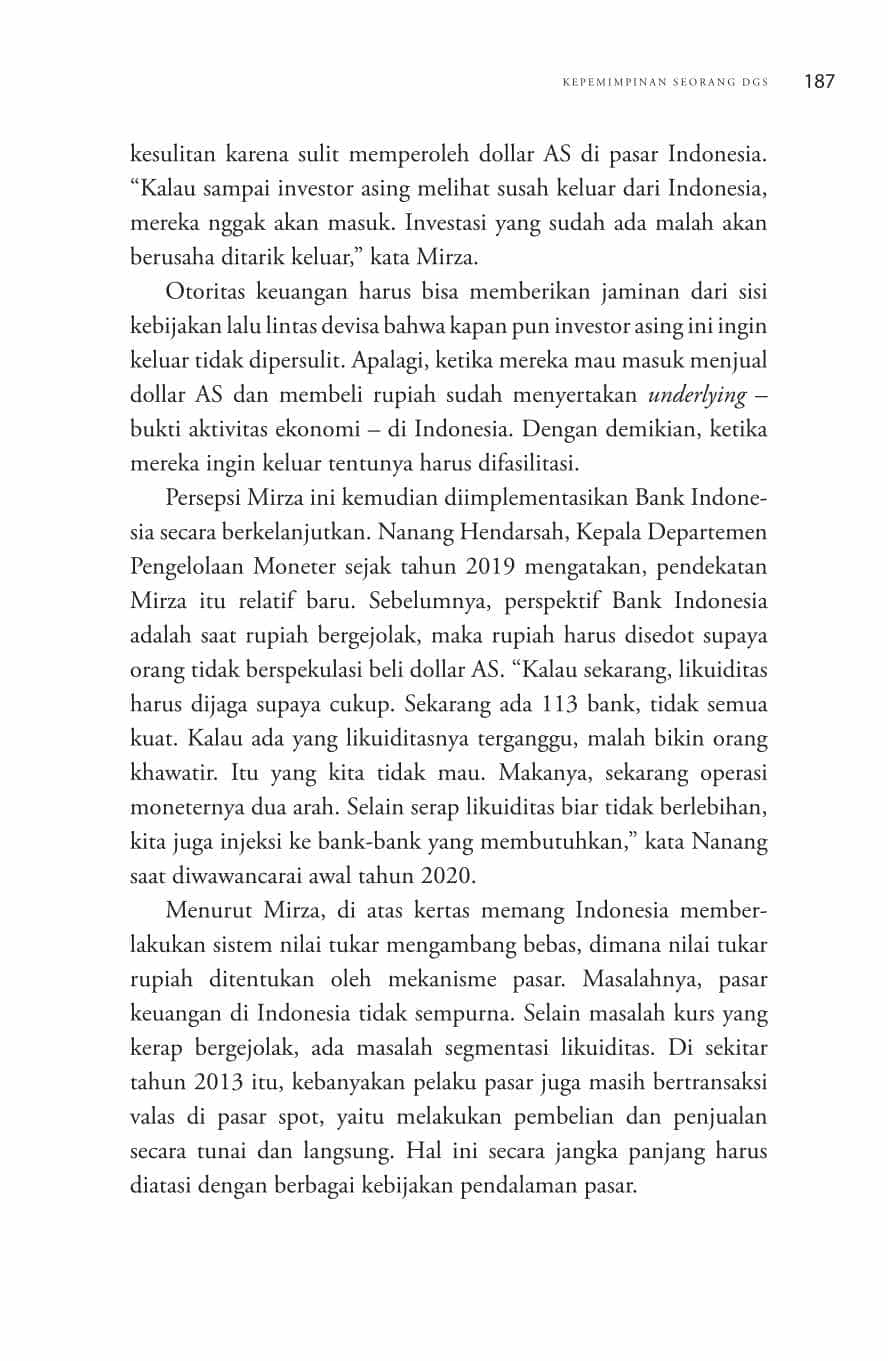 KEPEMIMPINAN SEORANG DGS 187
kesulitan karena sulit memperoleh dollar AS di pasar Indonesia.
“Kalau sampai investor asing melihat susah keluar dari Indonesia,
mereka nggak akan masuk. Investasi yang sudah ada malah akan
berusaha ditarik keluar,” kata Mirza.
Otoritas keuangan harus bisa memberikan jaminan dari sisi
kebijakan lalu lintas devisa bahwa kapan pun investor asing ini ingin
keluar tidak dipersulit. Apalagi, ketika mereka mau masuk menjual
dollar AS dan membeli rupiah sudah menyertakan underlying –
bukti aktivitas ekonomi – di Indonesia. Dengan demikian, ketika
mereka ingin keluar tentunya harus difasilitasi.
Persepsi Mirza ini kemudian diimplementasikan Bank Indone-
sia secara berkelanjutkan. Nanang Hendarsah, Kepala Departemen
Pengelolaan Moneter sejak tahun 2019 mengatakan, pendekatan
Mirza itu relatif baru. Sebelumnya, perspektif Bank Indonesia
adalah saat rupiah bergejolak, maka rupiah harus disedot supaya
orang tidak berspekulasi beli dollar AS. “Kalau sekarang, likuiditas
harus dijaga supaya cukup. Sekarang ada 113 bank, tidak semua
kuat. Kalau ada yang likuiditasnya terganggu, malah bikin orang
khawatir. Itu yang kita tidak mau. Makanya, sekarang operasi
moneternya dua arah. Selain serap likuiditas biar tidak berlebihan,
kita juga injeksi ke bank-bank yang membutuhkan,” kata Nanang
saat diwawancarai awal tahun 2020.
Menurut Mirza, di atas kertas memang Indonesia member-
lakukan sistem nilai tukar mengambang bebas, dimana nilai tukar
rupiah ditentukan oleh mekanisme pasar. Masalahnya, pasar
keuangan di Indonesia tidak sempurna. Selain masalah kurs yang
kerap bergejolak, ada masalah segmentasi likuiditas. Di sekitar
tahun 2013 itu, kebanyakan pelaku pasar juga masih bertransaksi
valas di pasar spot, yaitu melakukan pembelian dan penjualan
secara tunai dan langsung. Hal ini secara jangka panjang harus
diatasi dengan berbagai kebijakan pendalaman pasar.